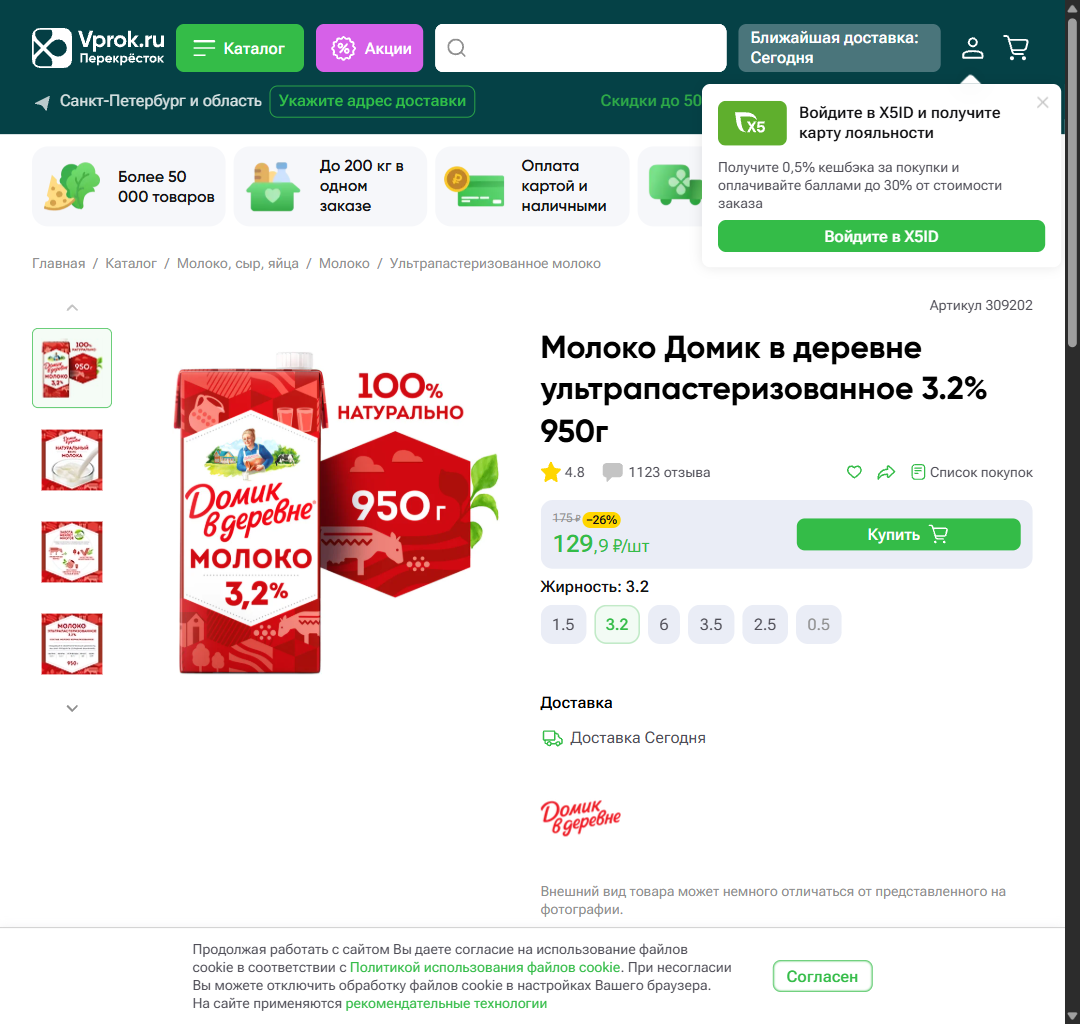 Vprok.ru
Перекрёсток
Каталог
Акции
Ближайшая доставка:
Сегодня
Санкт-Петербург и область
Укажите адрес доставки
Скидки до 50
X5
Войдите в X5ID и получите
карту лояльности
Получите 0,5% кешбэка за покупки и
оплачивайте баллами до 30% от стоимости
заказа
Войдите в X5ID
Более 50
000 товаров
До 200 кг в
одном
заказе
Оплата
картой и
наличными
Главная / Каталог / Молоко, сыр, яйца / Молоко / Ультрапастеризованное молоко
Артикул 309202
100%
НАТУРАЛЬНО
950 г
Домик
в деревне
МОЛОКО
3,2%
Молоко Домик в деревне
ультрапастеризованное 3.2%
950г
4.8
1123 отзыва
Список покупок
175 ₽
−26%
129,9 ₽/шт
Купить
Жирность: 3.2
1.5
3.2
6
3.5
2.5
0.5
Доставка
Доставка Сегодня
Домик
в деревне
Внешний вид товара может немного отличаться от представленного на
фотографии.
Продолжая работать с сайтом Вы даете согласие на использование файлов
cookie в соответствии с Политикой использования файлов cookie. При несогласии
Вы можете отключить обработку файлов cookie в настройках Вашего браузера.
На сайте применяются рекомендательные технологии
Согласен